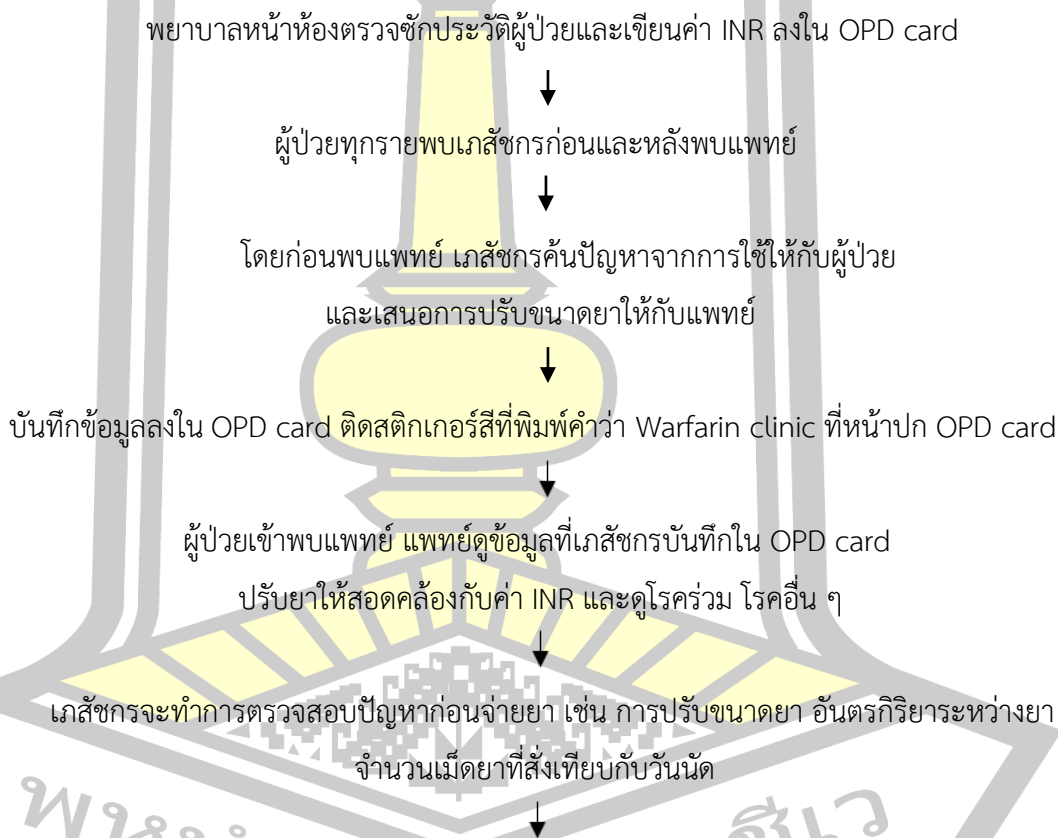 พยาบาลหน้าห้องตรวจซักประวัติผู้ป่วยและเขียนค่า INR ลงใน OPD card
ผู้ป่วยทุกรายพบเภสัชกรก่อนและหลังพบแพทย์
โดยก่อนพบแพทย์ เภสัชกรค้นปัญหาจากการใช้ให้กับผู้ป่วย
และเสนอการปรับขนาดยาให้กับแพทย์
บันทึกข้อมูลลงใน OPD card ติดสติกเกอร์สีที่พิมพ์คำว่า Warfarin clinic ที่หน้าปก OPD card
ผู้ป่วยเข้าพบแพทย์ แพทย์ดูข้อมูลที่เภสัชกรบันทึกใน OPD card
ปรับยาให้สอดคล้องกับค่า INR และดูโรคร่วม โรคอื่น ๆ
เภสัชกรจะทำการตรวจสอบปัญหาก่อนจ่ายยา เช่น การปรับขนาดยา อันตรกิริยาระหว่างยา
จำนวนเม็ดยาที่สั่งเทียบกับวันนัด